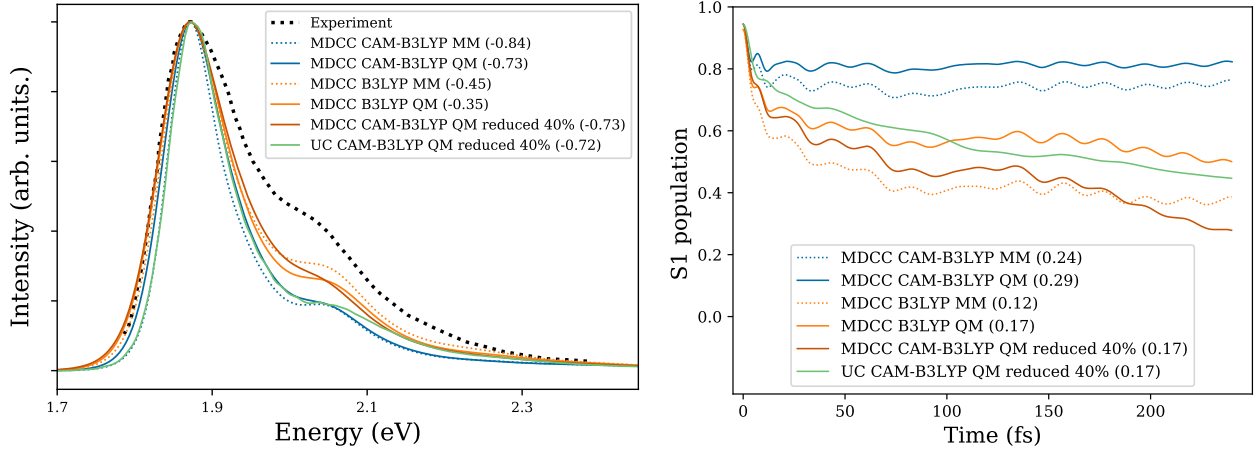 Intensity (arb. units.)
Experiment
MDCC CAM-B3LYP MM (-0.84)
MDCC CAM-B3LYP QM (-0.73)
MDCC B3LYP MM (-0.45)
MDCC B3LYP QM (-0.35)
MDCC CAM-B3LYP QM reduced 40% (-0.73)
UC CAM-B3LYP QM reduced 40% (-0.72)
1.7 1.9 2.1 2.3
Energy (eV)
S1 population
1.0
0.8
0.6
0.4
0.2
0.0
MDCC CAM-B3LYP MM (0.24)
MDCC CAM-B3LYP QM (0.29)
MDCC B3LYP MM (0.12)
MDCC B3LYP QM (0.17)
MDCC CAM-B3LYP QM reduced 40% (0.17)
UC CAM-B3LYP QM reduced 40% (0.17)
0 50 100 150 200
Time (fs)